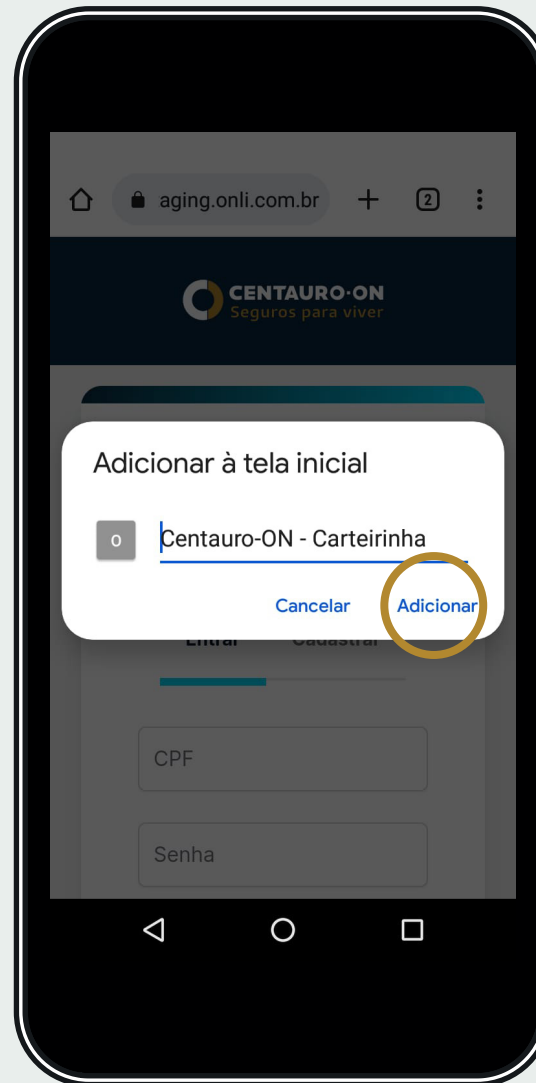 aging.onli.com.br
2
CENTAURO·ON
Seguros para viver
Adicionar à tela inicial
O
Centauro-ON - Carteirinha
Cancelar
Adicionar
Entrar
Cadastrar
CPF
Senha